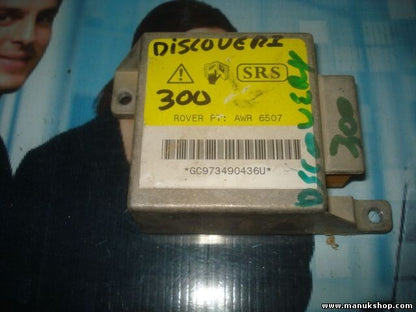 DISCOVERI
SRS
300
ROVER Pt: AWR 6507
*GC973490436U*
DISCOVERY
300
www.manukshop.com